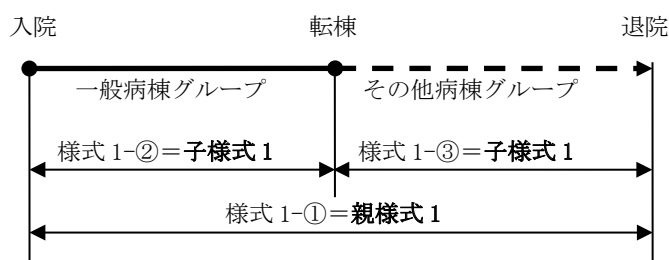 入院 転棟 退院
一般病棟グループ その他病棟グループ
様式 1-②＝子様式 1 様式 1-③＝子様式 1
様式 1-①＝親様式 1